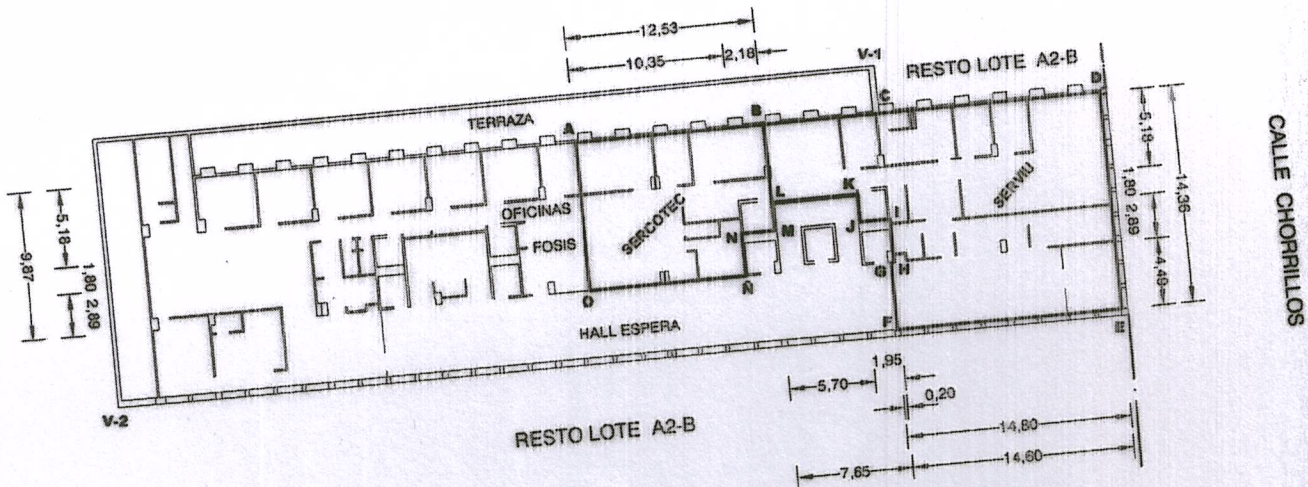 12,53
10,35 2,18
V-1
RESTO LOTE A2-B
C
D
B
TERRAZA
A
5,18
1,80 2,89
14,36
4,49
CALLE CHORRILLOS
9,87
5,18
1,80 2,89
OFICINAS
FOSIS
SERCOTEC
L
K
M
N
J
I
G
H
SERVIU
O
Ñ
HALL ESPERA
F
E
V-2
RESTO LOTE A2-B
1,95
5,70
0,20
14,80
7,65
14,60